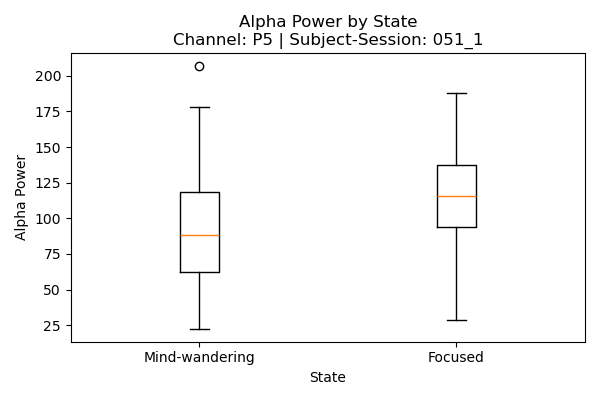 Alpha Power by State
Channel: P5 | Subject-Session: 051_1
200
175
150
125
100
75
50
25
Alpha Power
Mind-wandering
Focused
State